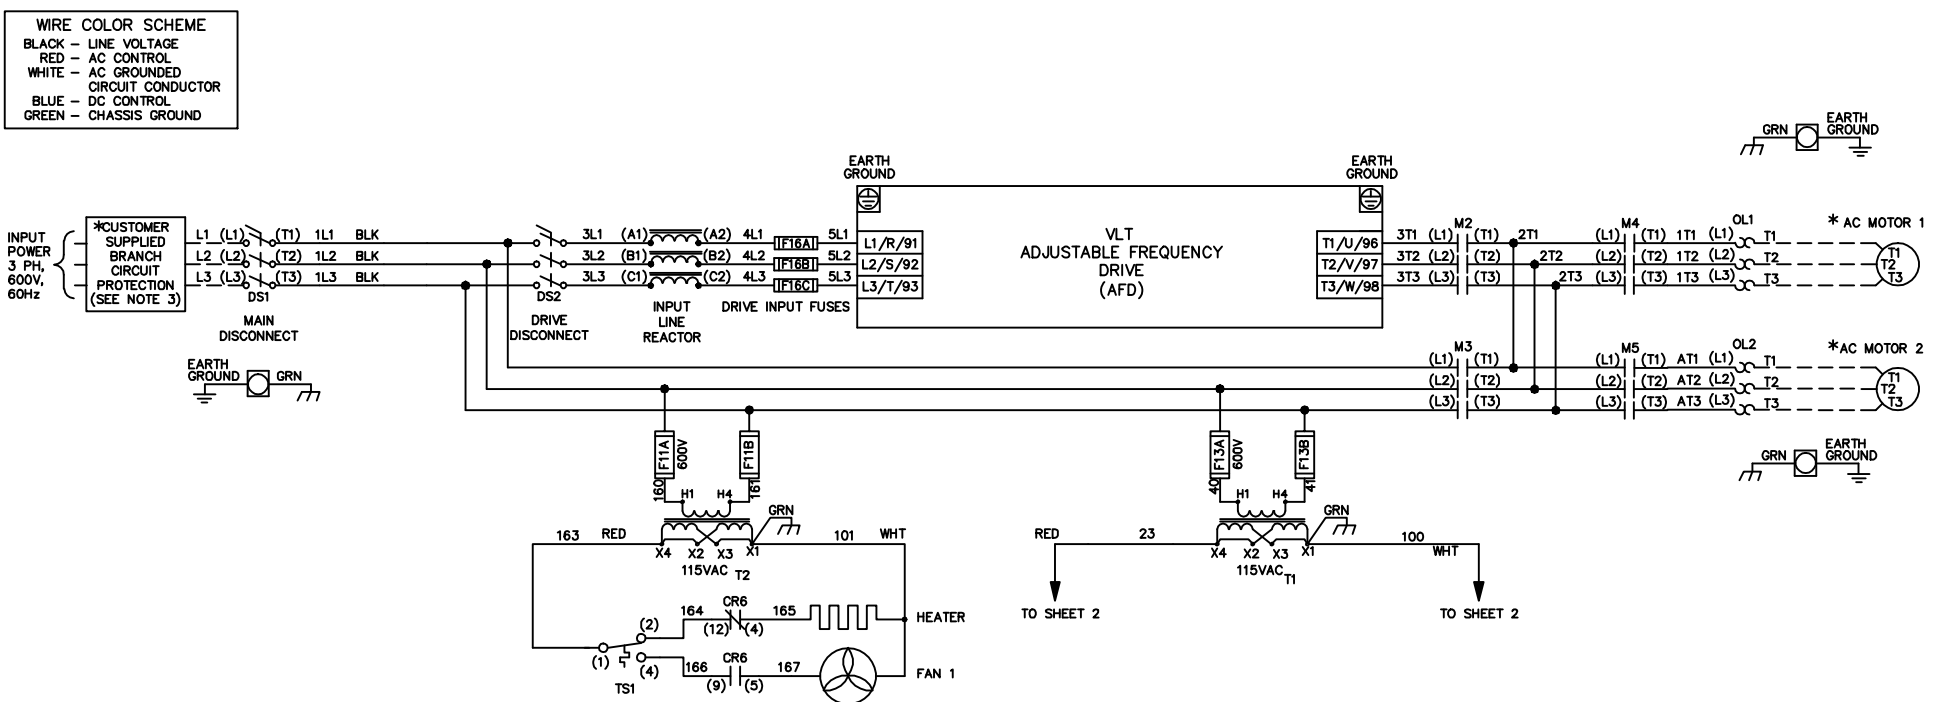 WIRE COLOR SCHEME
BLACK – LINE VOLTAGE
RED – AC CONTROL
WHITE – AC GROUNDED
CIRCUIT CONDUCTOR
BLUE – DC CONTROL
GREEN – CHASSIS GROUND
GRN
EARTH
GROUND
INPUT
POWER
3 PH,
600V,
60Hz
*CUSTOMER
SUPPLIED
BRANCH
CIRCUIT
PROTECTION
(SEE NOTE 3)
L1 (L1) (T1) 1L1 BLK
L2 (L2) (T2) 1L2 BLK
L3 (L3) (T3) 1L3 BLK
DS1
MAIN
DISCONNECT
EARTH
GROUND
GRN
DS2
DRIVE
DISCONNECT
3L1 (A1) (A2) 4L1 F16A 5L1
3L2 (B1) (B2) 4L2 F16B 5L2
3L3 (C1) (C2) 4L3 F16C 5L3
INPUT
LINE
REACTOR
DRIVE INPUT FUSES
EARTH
GROUND
L1/R/91
L2/S/92
L3/T/93
VLT
ADJUSTABLE FREQUENCY
DRIVE
(AFD)
EARTH
GROUND
T1/U/96
T2/V/97
T3/W/98
M2 M4 OL1
3T1 (L1) (T1) 2T1 (L1) (T1) 1T1 (L1) T1
3T2 (L2) (T2) 2T2 (L2) (T2) 1T2 (L2) T2
3T3 (L3) (T3) 2T3 (L3) (T3) 1T3 (L3) T3
* AC MOTOR 1
T1
T2
T3
M3 M5 OL2
(L1) (T1) (L1) (T1) AT1 (L1) T1
(L2) (T2) (L2) (T2) AT2 (L2) T2
(L3) (T3) (L3) (T3) AT3 (L3) T3
*AC MOTOR 2
T1
T2
T3
GRN
EARTH
GROUND
F11A
600V
F11B
160
161
H1 H4
GRN
163 RED
X4 X2 X3 X1
101 WHT
115VAC T2
CR6
164 165
(12) (4)
HEATER
(2)
(1)
(4)
TS1
CR6
166 167
(9) (5)
FAN 1
F13A
600V
F13B
40
41
H1 H4
GRN
RED 23
X4 X2 X3 X1
100
WHT
115VAC T1
TO SHEET 2
TO SHEET 2